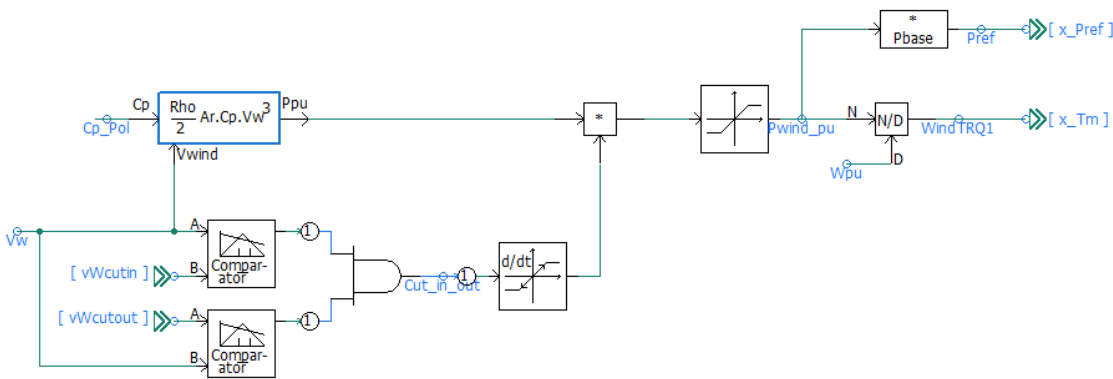 *
Pbase
Pref
[ x_Pref ]
Cp
Cp_Pol
Rho
2
Ar.Cp.Vw
3
Ppu
Vwind
*
Pwind_pu
N
N/D
D
WindTRQ1
[ x_Tm ]
Wpu
Vw
A
B
Compar-
ator
1
[ vWcutin ]
Cut_in_out
1
d/dt
[ vWcutout ]
A
B
Compar-
ator
1